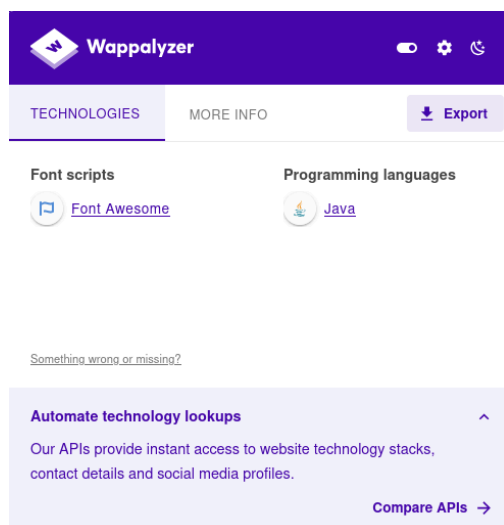 Wappalyzer
TECHNOLOGIES
MORE INFO
Export
Font scripts
Font Awesome
Programming languages
Java
Something wrong or missing?
Automate technology lookups
Our APIs provide instant access to website technology stacks,
contact details and social media profiles.
Compare APIs